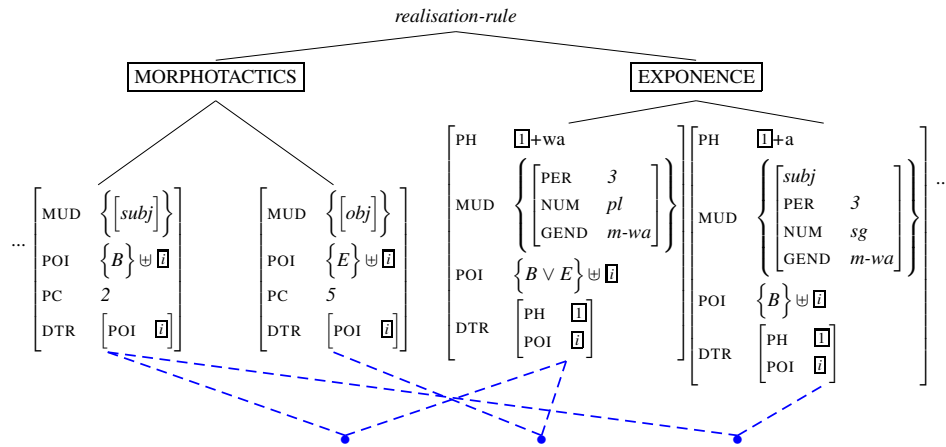 realisation-rule
MORPHOTACTICS
EXPONENCE
...
MUD {[subj]}
POI {B} ⊎ i
PC 2
DTR [POI i]
MUD {[obj]}
POI {E} ⊎ i
PC 5
DTR [POI i]
PH 1+wa
MUD
PER 3
NUM pl
GEND m-wa
POI {B ∨ E} ⊎ i
DTR
PH 1
POI i
PH 1+a
MUD
subj
PER 3
NUM sg
GEND m-wa
POI {B} ⊎ i
DTR
PH 1
POI i
..